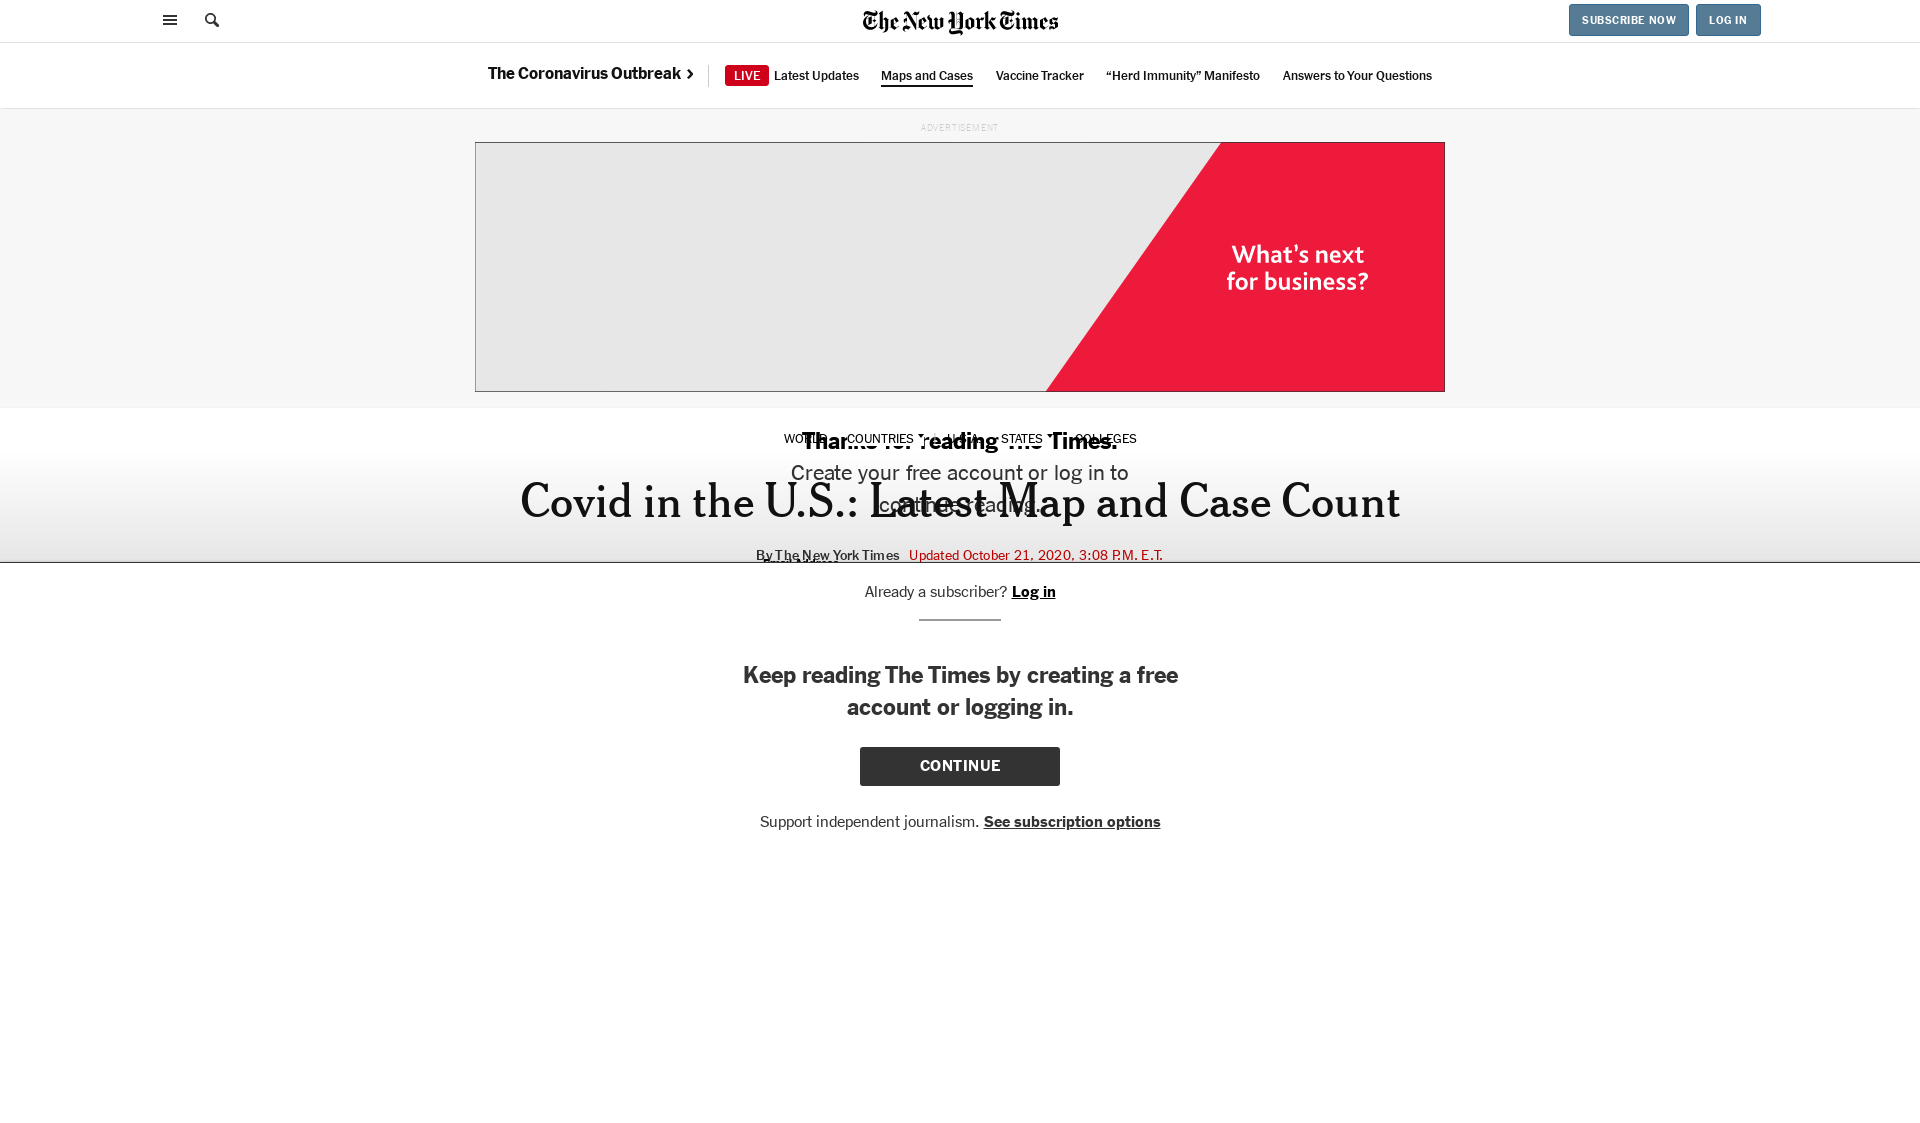 The New York Times
SUBSCRIBE NOW
LOG IN
The Coronavirus Outbreak
LIVE Latest Updates
Maps and Cases
Vaccine Tracker
“Herd Immunity” Manifesto
Answers to Your Questions
ADVERTISEMENT
What’s next
for business?
WORLD COUNTRIES U.S.A. STATES COLLEGES
Thanks for reading The Times.
Create your free account or log in to
continue reading.
Covid in the U.S.: Latest Map and Case Count
By The New York Times Updated October 21, 2020, 3:08 P.M. E.T.
Email Address
Already a subscriber? Log in
Keep reading The Times by creating a free
account or logging in.
CONTINUE
Support independent journalism. See subscription options